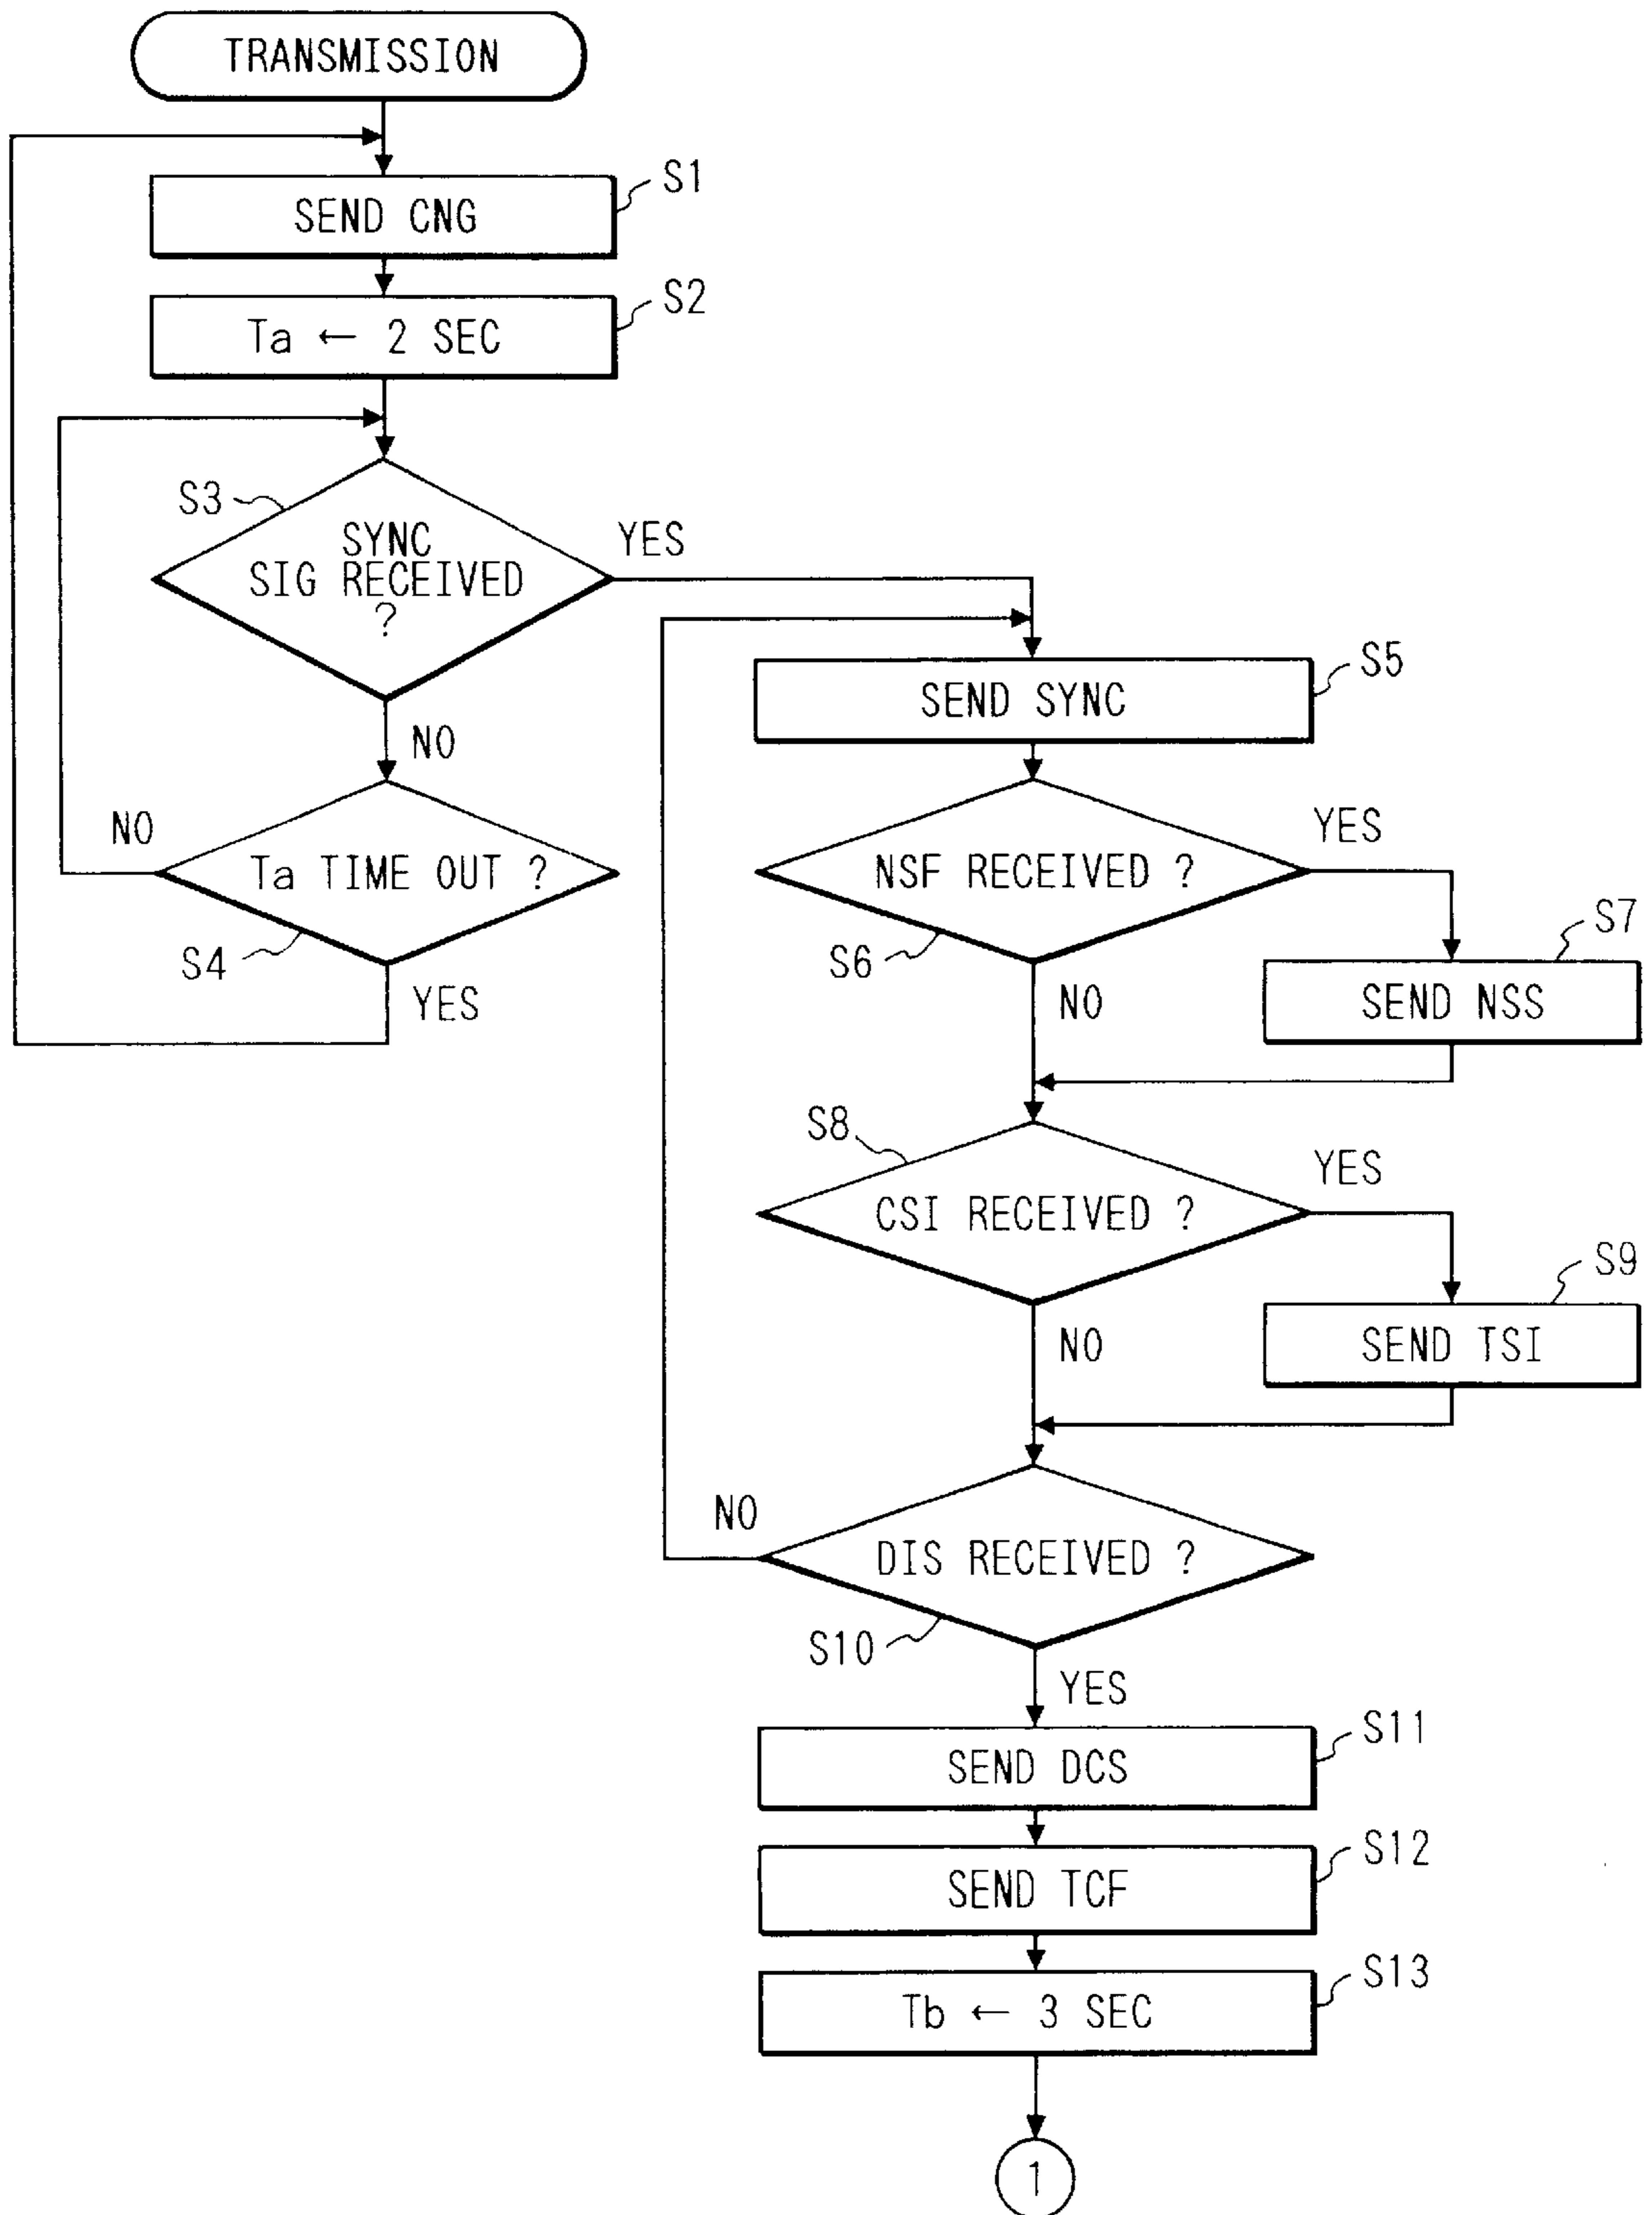 TRANSMISSION
SEND CNG
S1
Ta ← 2 SEC
S2
S3
SYNC
SIG RECEIVED
?
YES
NO
Ta TIME OUT ?
NO
S4
YES
SEND SYNC
S5
NSF RECEIVED ?
YES
S6
NO
S7
SEND NSS
S8
CSI RECEIVED ?
YES
NO
S9
SEND TSI
NO
DIS RECEIVED ?
S10
YES
SEND DCS
S11
SEND TCF
S12
Tb ← 3 SEC
S13
1